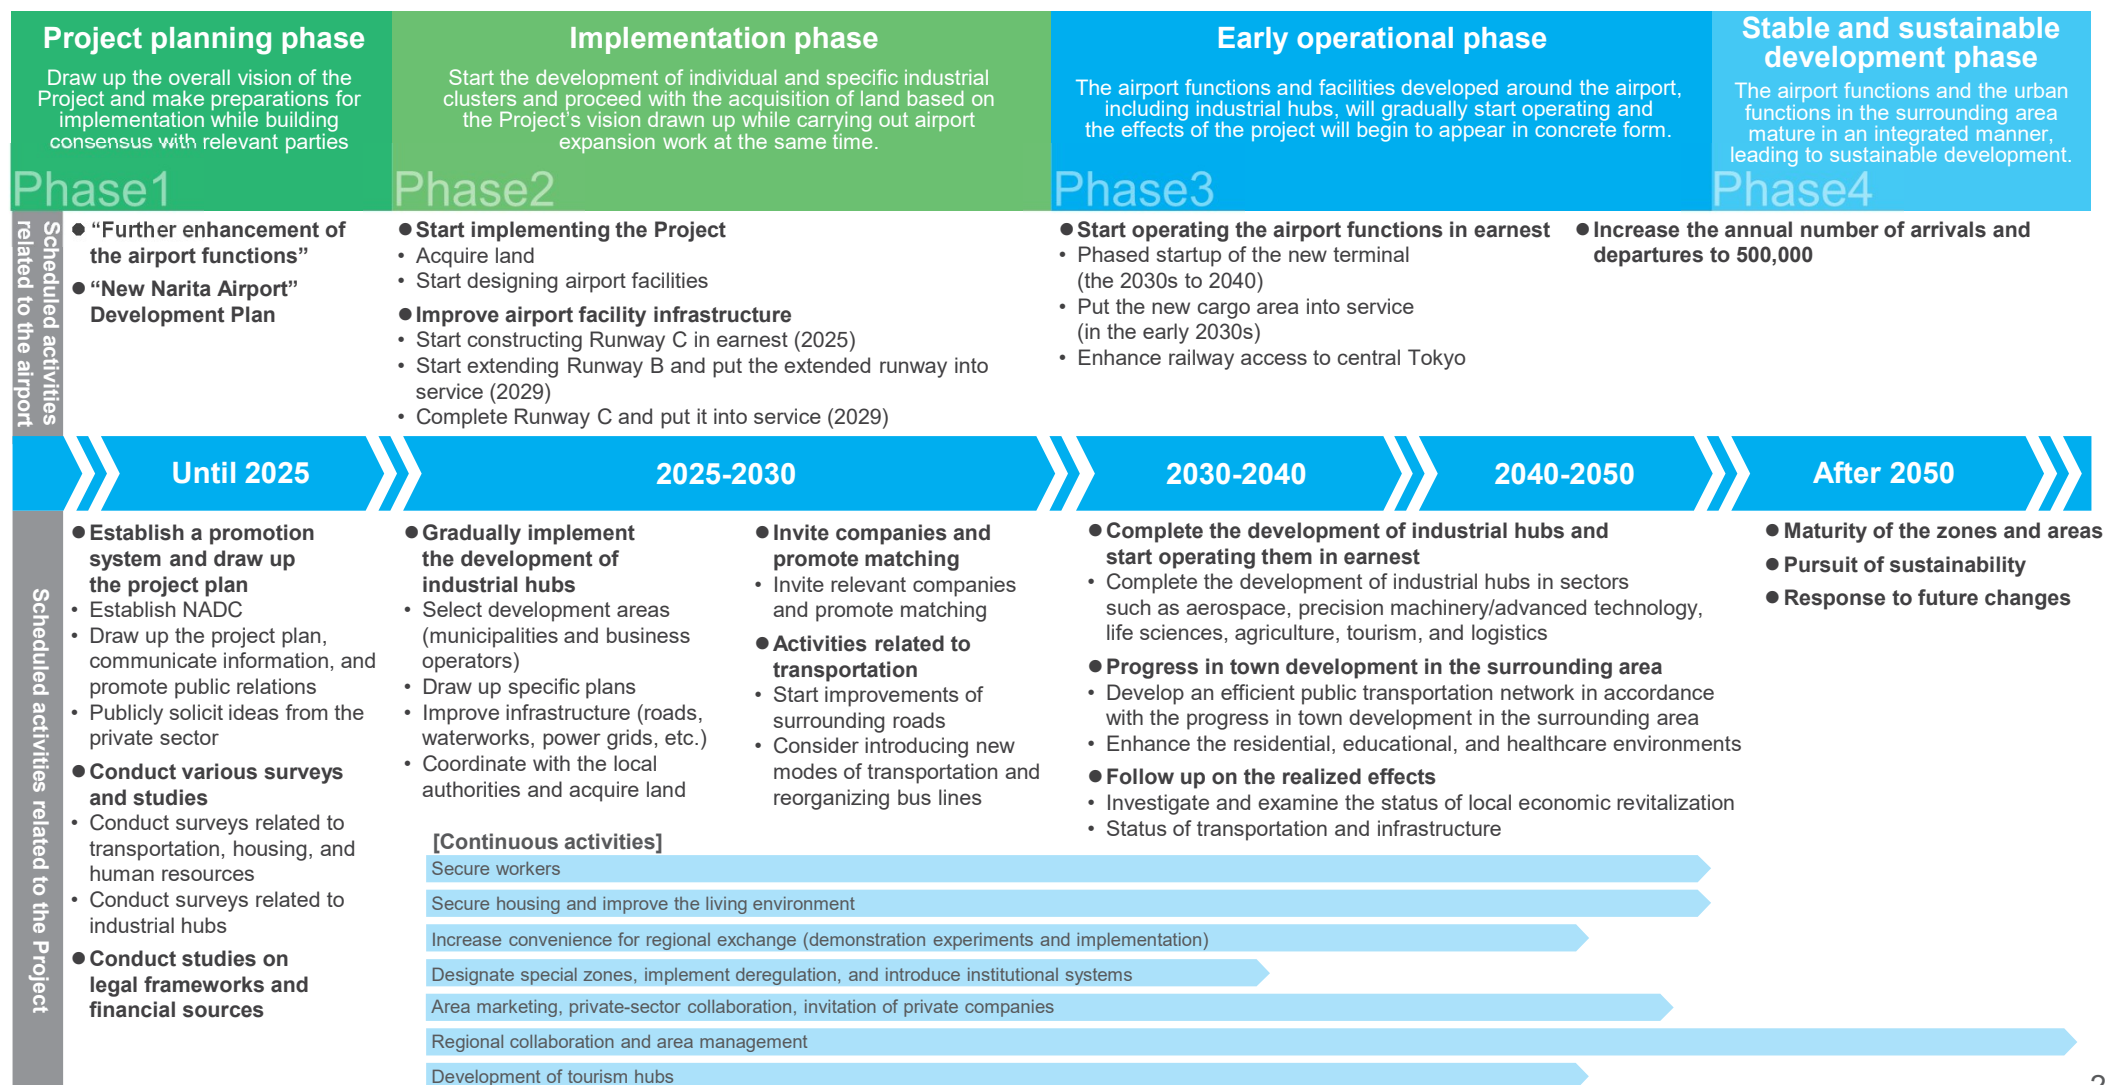 Project planning phase
Draw up the overall vision of the
Project and make preparations for
implementation while building
consensus with relevant parties
Phase1
Implementation phase
Start the development of individual and specific industrial
clusters and proceed with the acquisition of land based on
the Project's vision drawn up while carrying out airport
expansion work at the same time.
Phase2
Early operational phase
The airport functions and facilities developed around the airport,
including industrial hubs, will gradually start operating and
the effects of the project will begin to appear in concrete form.
Phase3
Stable and sustainable
development phase
The airport functions and the urban
functions in the surrounding area
mature in an integrated manner,
leading to sustainable development.
Phase4
Scheduled activities
related to the airport
● “Further enhancement of
the airport functions”
● “New Narita Airport”
Development Plan
● Start implementing the Project
• Acquire land
• Start designing airport facilities
● Improve airport facility infrastructure
• Start constructing Runway C in earnest (2025)
• Start extending Runway B and put the extended runway into
service (2029)
• Complete Runway C and put it into service (2029)
● Start operating the airport functions in earnest
• Phased startup of the new terminal
(the 2030s to 2040)
• Put the new cargo area into service
(in the early 2030s)
• Enhance railway access to central Tokyo
● Increase the annual number of arrivals and
departures to 500,000
Until 2025
2025-2030
2030-2040
2040-2050
After 2050
Scheduled activities related to the Project
● Establish a promotion
system and draw up
the project plan
• Establish NADC
• Draw up the project plan,
communicate information, and
promote public relations
• Publicly solicit ideas from the
private sector
● Conduct various surveys
and studies
• Conduct surveys related to
transportation, housing, and
human resources
• Conduct surveys related to
industrial hubs
● Conduct studies on
legal frameworks and
financial sources
● Gradually implement
the development of
industrial hubs
• Select development areas
(municipalities and business
operators)
• Draw up specific plans
• Improve infrastructure (roads,
waterworks, power grids, etc.)
• Coordinate with the local
authorities and acquire land
● Invite companies and
promote matching
• Invite relevant companies
and promote matching
● Activities related to
transportation
• Start improvements of
surrounding roads
• Consider introducing new
modes of transportation and
reorganizing bus lines
● Complete the development of industrial hubs and
start operating them in earnest
• Complete the development of industrial hubs in sectors
such as aerospace, precision machinery/advanced technology,
life sciences, agriculture, tourism, and logistics
● Progress in town development in the surrounding area
• Develop an efficient public transportation network in accordance
with the progress in town development in the surrounding area
• Enhance the residential, educational, and healthcare environments
● Follow up on the realized effects
• Investigate and examine the status of local economic revitalization
• Status of transportation and infrastructure
● Maturity of the zones and areas
● Pursuit of sustainability
● Response to future changes
[Continuous activities]
Secure workers
Secure housing and improve the living environment
Increase convenience for regional exchange (demonstration experiments and implementation)
Designate special zones, implement deregulation, and introduce institutional systems
Area marketing, private-sector collaboration, invitation of private companies
Regional collaboration and area management
Development of tourism hubs